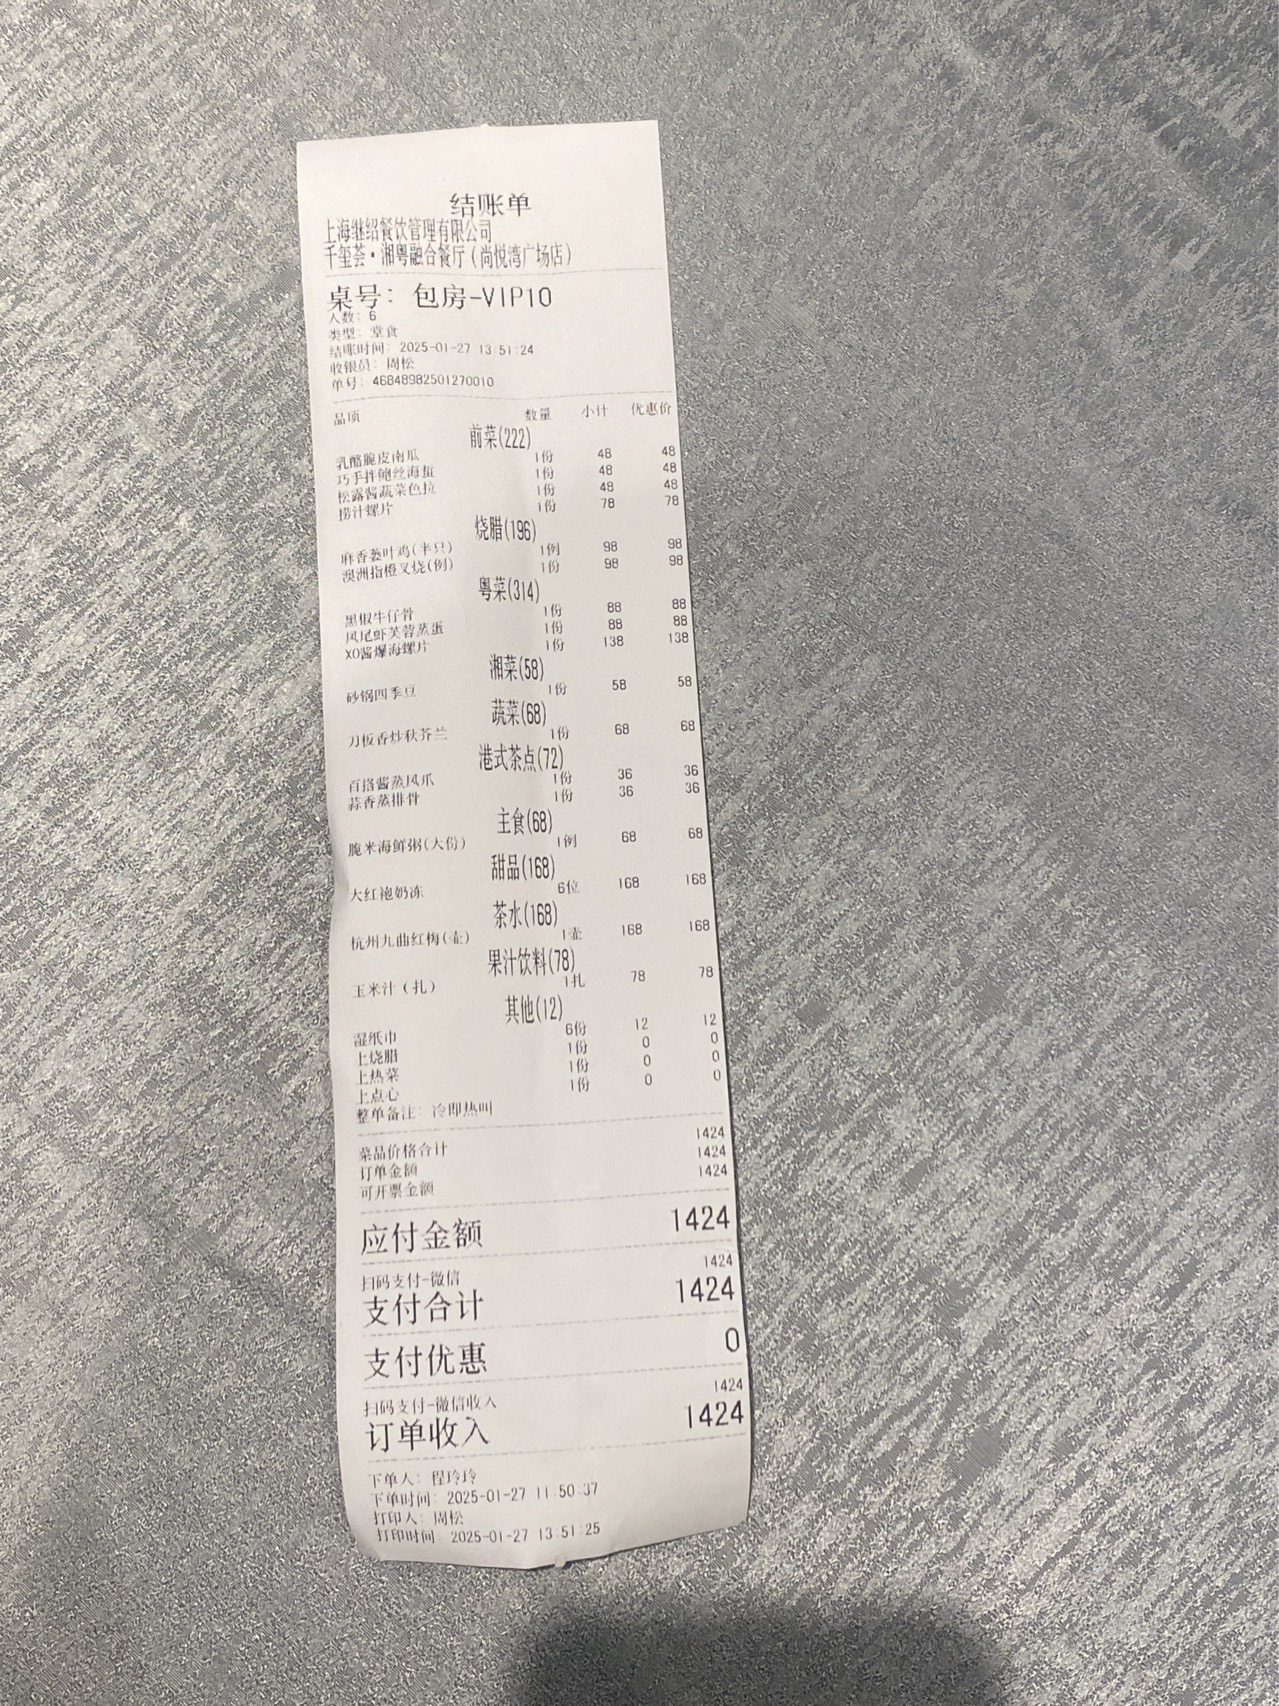 结账单
上海继绍餐饮管理有限公司
千玺荟·湘粤融合餐厅(尚悦湾广场店)
桌号: 包房-VIP10
人数: 6
类型: 堂食
结账时间: 2025-01-27 13:51:24
收银员: 周松
单号: 46848982501270010
品项 数量 小计 优惠价
前菜(222)
乳酪脆皮南瓜 1份 48 48
巧手拌鲍丝海蜇 1份 48 48
松露酱蔬菜色拉 1份 48 48
捞汁螺片 1份 78 78
烧腊(196)
麻香蒌叶鸡(半只) 1例 98 98
澳洲指橙叉烧(例) 1份 98 98
粤菜(314)
黑椒牛仔骨 1份 88 88
凤尾虾芙蓉蒸蛋 1份 88 88
XO酱爆海螺片 1份 138 138
湘菜(58)
砂锅四季豆 1份 58 58
蔬菜(68)
刀板香炒秋芥兰 1份 68 68
港式茶点(72)
百搭酱蒸凤爪 1份 36 36
蒜香蒸排骨 1份 36 36
主食(68)
脆米海鲜粥(大份) 1例 68 68
甜品(168)
大红袍奶冻 6位 168 168
茶水(168)
杭州九曲红梅(壶) 1壶 168 168
果汁饮料(78)
玉米汁(扎) 1扎 78 78
其他(12)
湿纸巾 6份 12 12
上烧腊 1份 0 0
上热菜 1份 0 0
上点心 1份 0 0
整单备注: 冷即热叫
菜品价格合计 1424
订单金额 1424
可开票金额 1424
应付金额 1424
扫码支付-微信 1424
支付合计 1424
支付优惠 0
扫码支付-微信收入 1424
订单收入 1424
下单人: 程玲玲
下单时间: 2025-01-27 11:50:37
打印人: 周松
打印时间: 2025-01-27 13:51:25